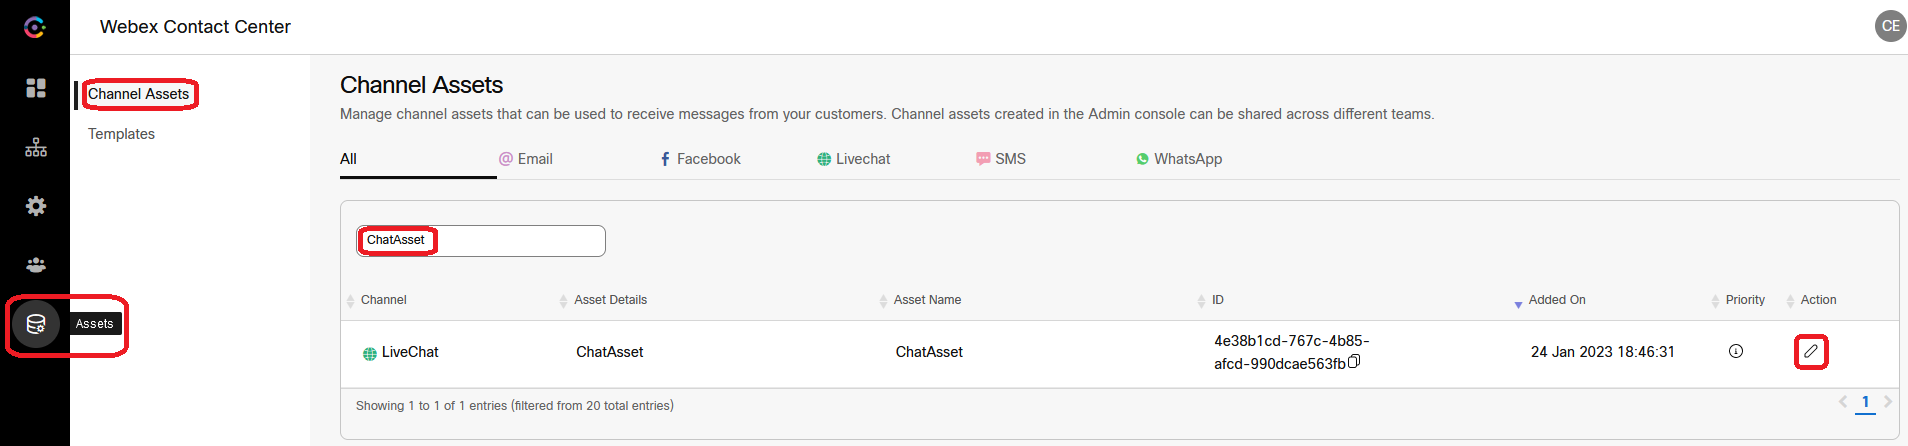 Webex Contact Center
CE
Channel Assets
Templates
Assets
Channel Assets
Manage channel assets that can be used to receive messages from your customers. Channel assets created in the Admin console can be shared across different teams.
All @ Email f Facebook Livechat SMS WhatsApp
ChatAsset
Channel Asset Details Asset Name ID Added On Priority Action
LiveChat ChatAsset ChatAsset 4e38b1cd-767c-4b85- 24 Jan 2023 18:46:31
afcd-990dcae563fb
Showing 1 to 1 of 1 entries (filtered from 20 total entries)
1